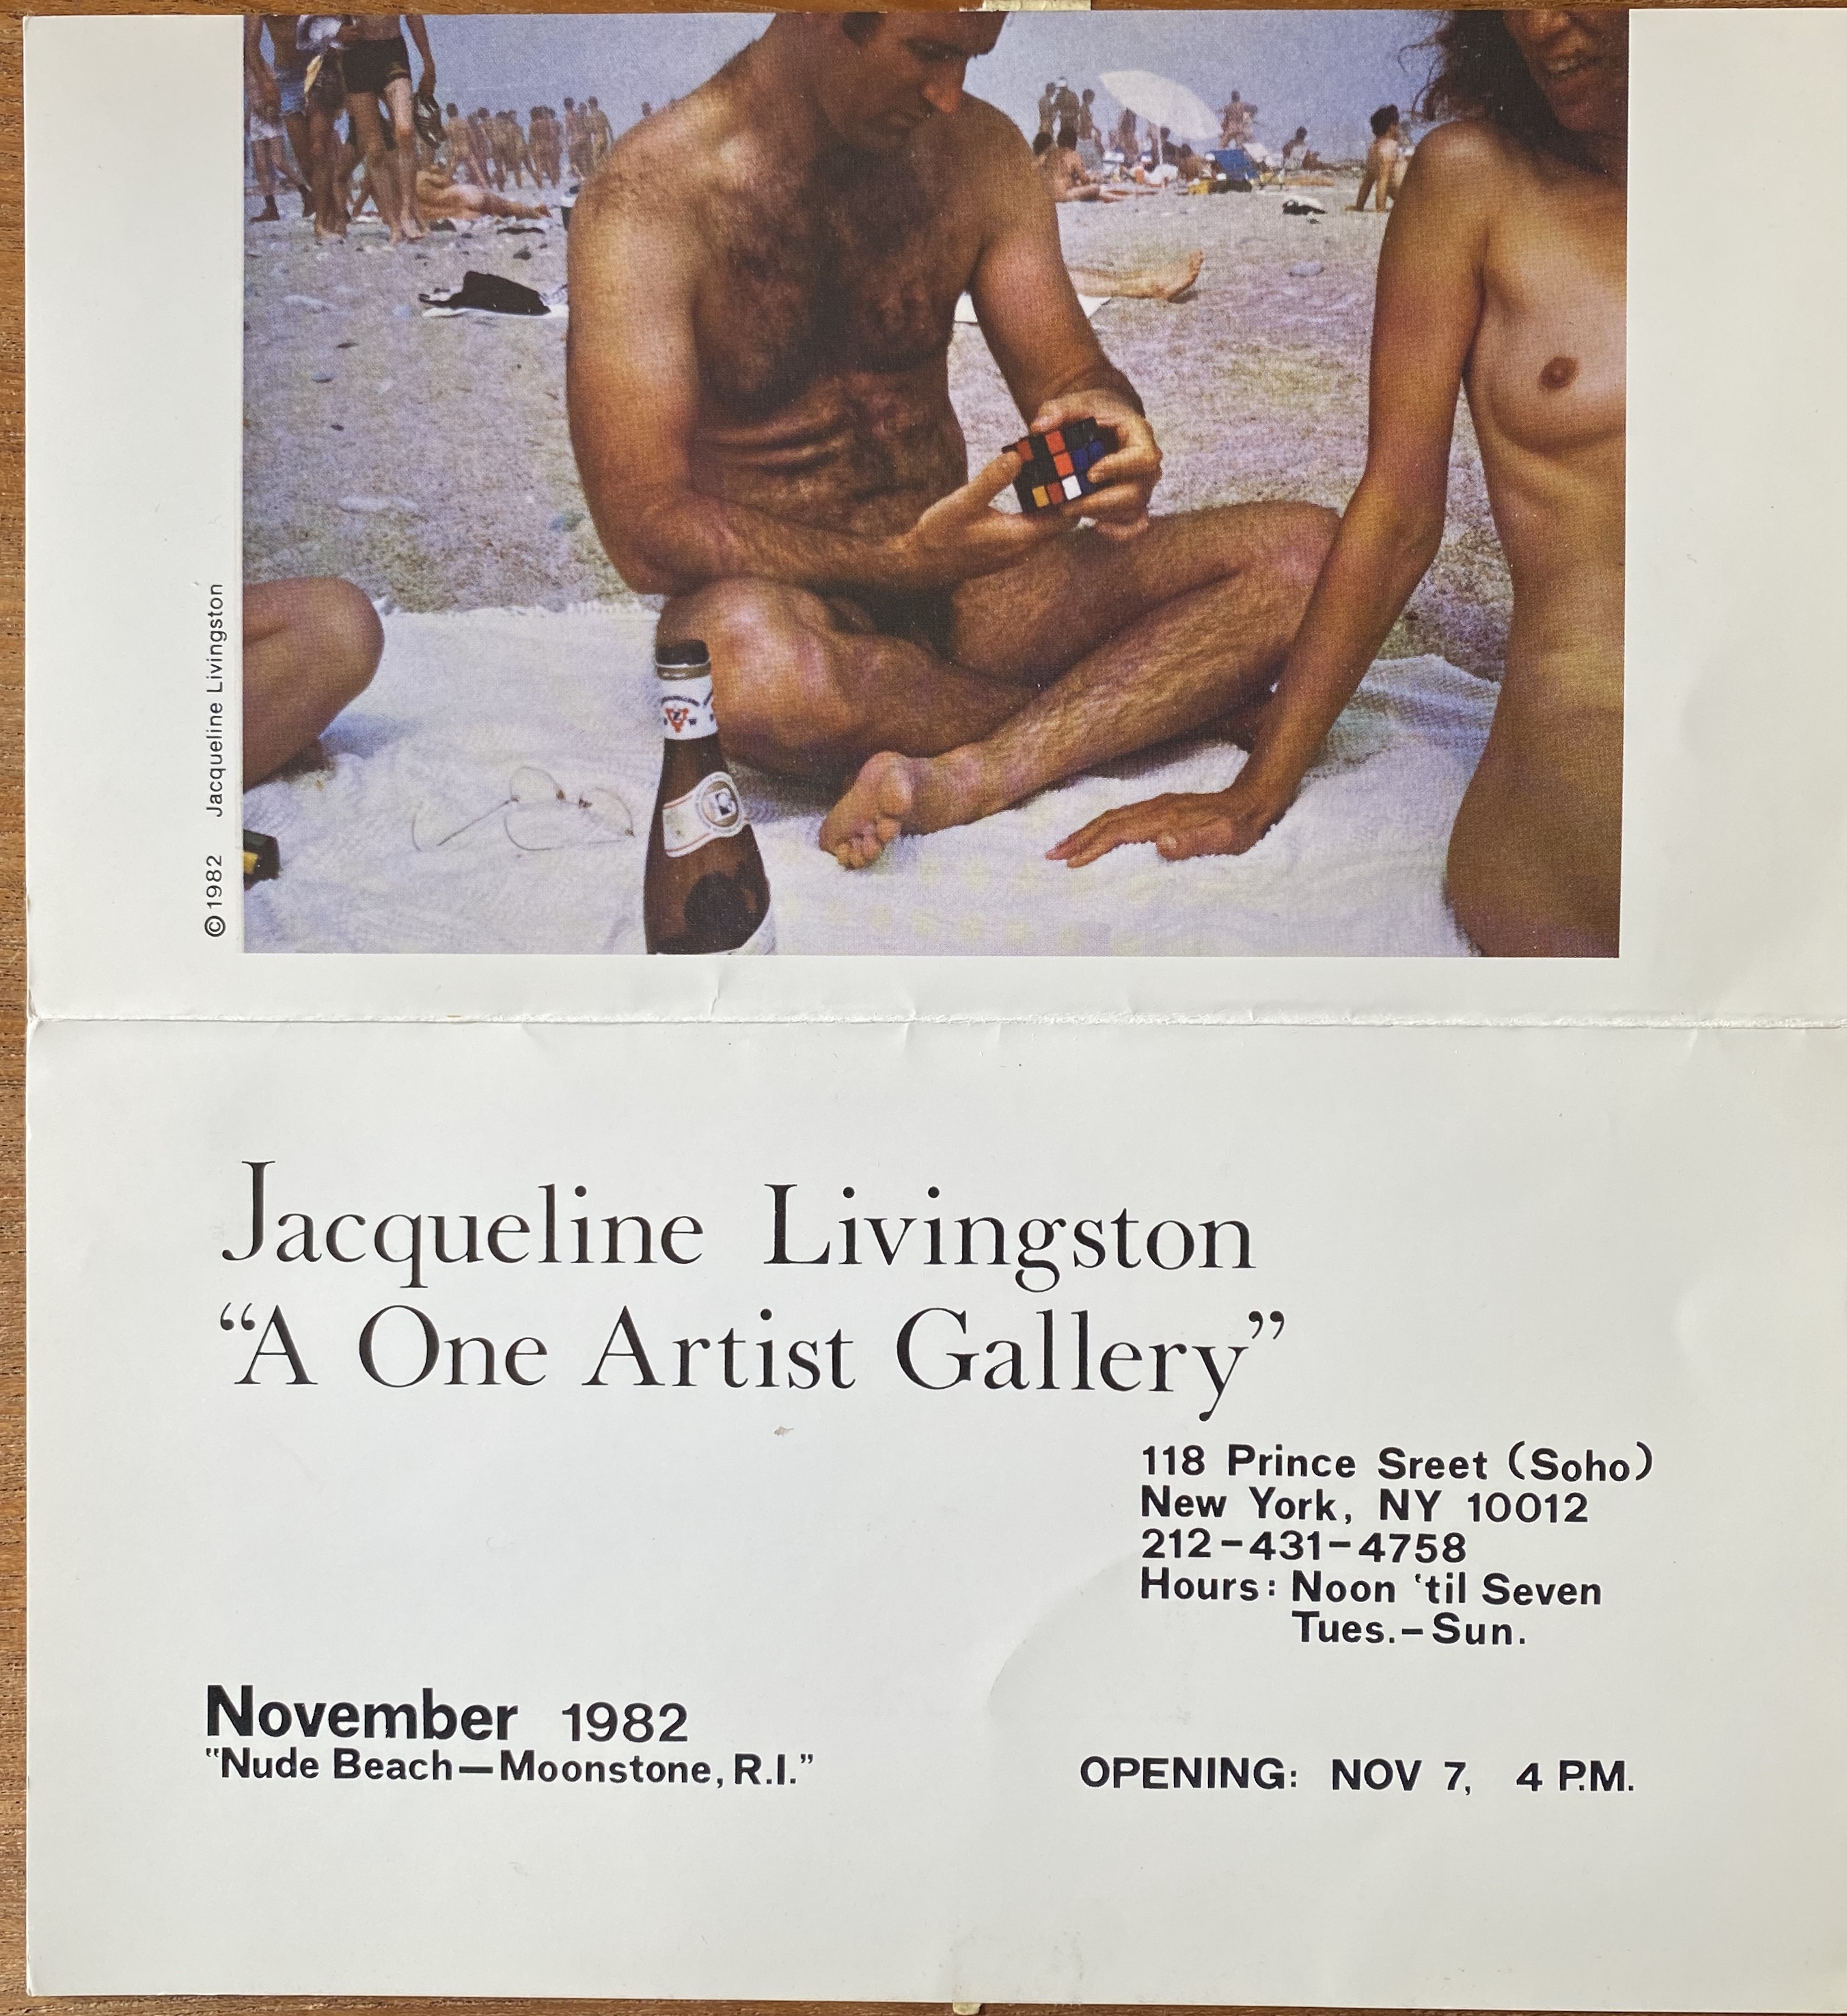 © 1982 Jacqueline Livingston
Jacqueline Livingston
“A One Artist Gallery”
118 Prince Sreet (Soho)
New York, NY 10012
212-431-4758
Hours: Noon ‘til Seven
Tues.-Sun.
November 1982
"Nude Beach—Moonstone, R.I.”
OPENING: NOV 7, 4 P.M.